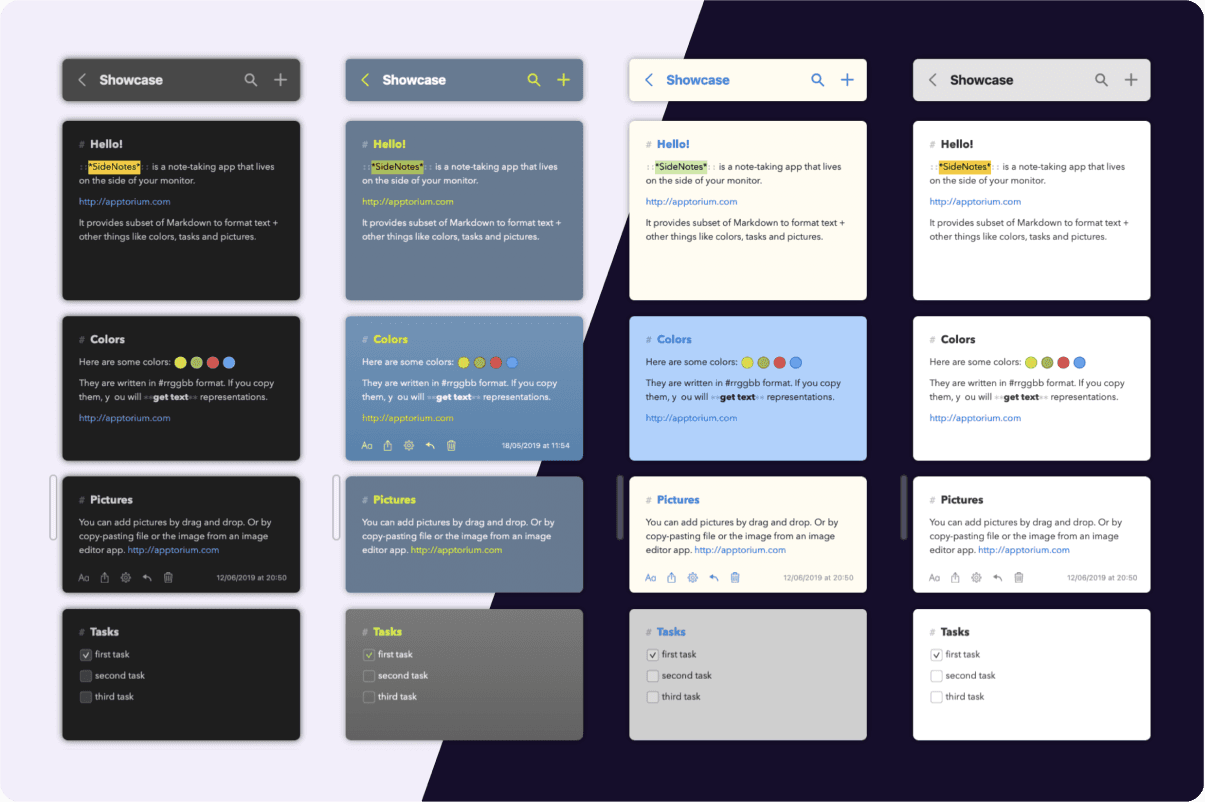 Showcase
# Hello!
::*SideNotes*:: is a note-taking app that lives
on the side of your monitor.
http://apptorium.com
It provides subset of Markdown to format text +
other things like colors, tasks and pictures.
# Colors
Here are some colors:
They are written in #rrggbb format. If you copy
them, y ou will **get text** representations.
http://apptorium.com
# Pictures
You can add pictures by drag and drop. Or by
copy-pasting file or the image from an image
editor app. http://apptorium.com
Aa 12/06/2019 at 20:50
# Tasks
first task
second task
third task
Showcase
# Hello!
::*SideNotes*:: is a note-taking app that lives
on the side of your monitor.
http://apptorium.com
It provides subset of Markdown to format text +
other things like colors, tasks and pictures.
# Colors
Here are some colors:
They are written in #rrggbb format. If you copy
them, y ou will **get text** representations.
http://apptorium.com
Aa 18/05/2019 at 11:54
# Pictures
You can add pictures by drag and drop. Or by
copy-pasting file or the image from an image
editor app. http://apptorium.com
# Tasks
first task
second task
third task
Showcase
# Hello!
::*SideNotes*:: is a note-taking app that lives
on the side of your monitor.
http://apptorium.com
It provides subset of Markdown to format text +
other things like colors, tasks and pictures.
# Colors
Here are some colors:
They are written in #rrggbb format. If you copy
them, y ou will **get text** representations.
http://apptorium.com
# Pictures
You can add pictures by drag and drop. Or by
copy-pasting file or the image from an image
editor app. http://apptorium.com
Aa 12/06/2019 at 20:50
# Tasks
first task
second task
third task
Showcase
# Hello!
::*SideNotes*:: is a note-taking app that lives
on the side of your monitor.
http://apptorium.com
It provides subset of Markdown to format text +
other things like colors, tasks and pictures.
# Colors
Here are some colors:
They are written in #rrggbb format. If you copy
them, y ou will **get text** representations.
http://apptorium.com
# Pictures
You can add pictures by drag and drop. Or by
copy-pasting file or the image from an image
editor app. http://apptorium.com
Aa 12/06/2019 at 20:50
# Tasks
first task
second task
third task